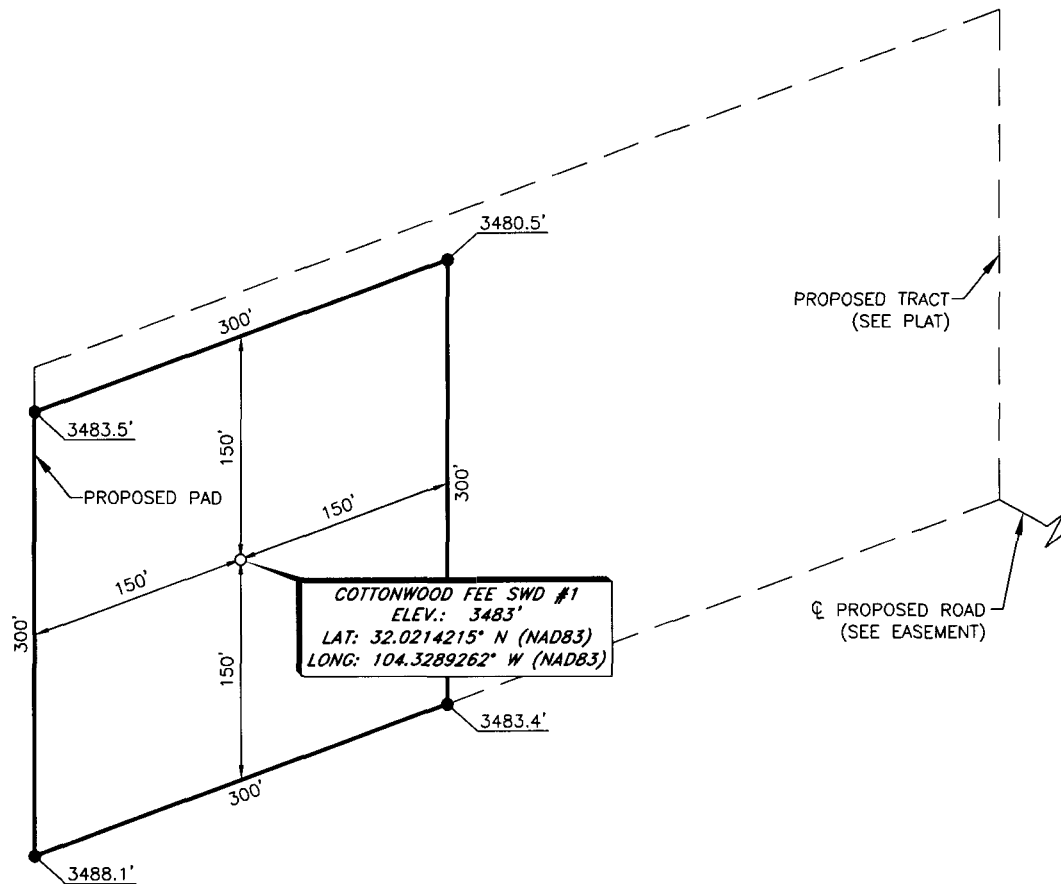 3480.5'
PROPOSED TRACT
(SEE PLAT)
300'
3483.5'
150'
PROPOSED PAD
150'
300'
150'
300'
COTTONWOOD FEE SWD #1
ELEV.: 3483'
LAT: 32.0214215° N (NAD83)
LONG: 104.3289262° W (NAD83)
℄ PROPOSED ROAD
(SEE EASEMENT)
150'
3483.4'
300'
3488.1'